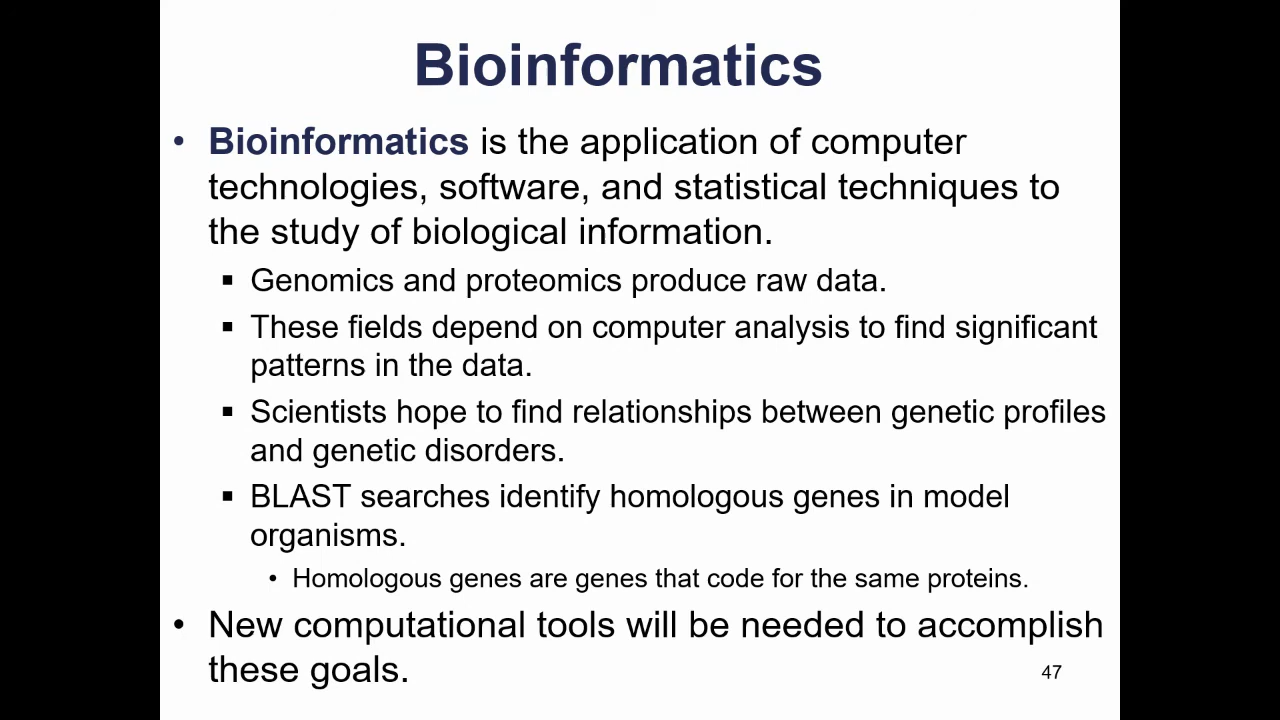 Bioinformatics
• Bioinformatics is the application of computer
technologies, software, and statistical techniques to
the study of biological information.
▪ Genomics and proteomics produce raw data.
▪ These fields depend on computer analysis to find significant
patterns in the data.
▪ Scientists hope to find relationships between genetic profiles
and genetic disorders.
▪ BLAST searches identify homologous genes in model
organisms.
• Homologous genes are genes that code for the same proteins.
• New computational tools will be needed to accomplish
these goals.
47